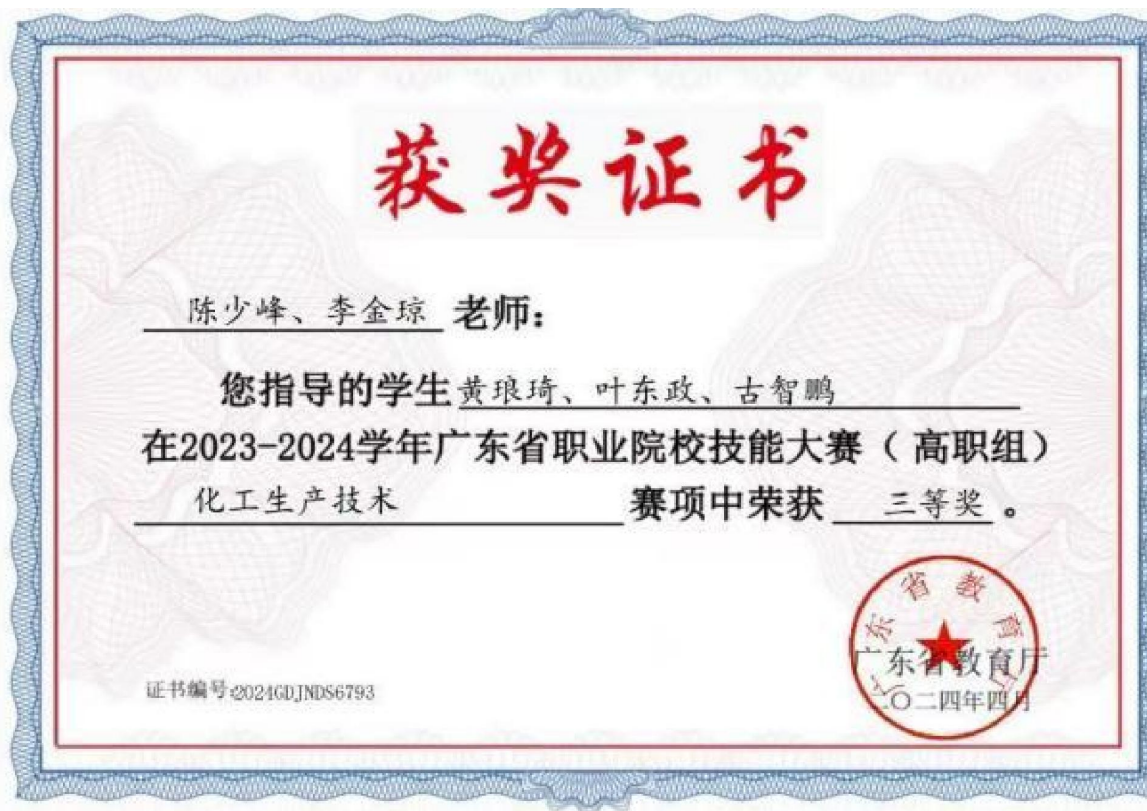 获奖证书
陈少峰、李金琼 老师：
您指导的学生黄琅琦、叶东政、古智鹏
在2023-2024学年广东省职业院校技能大赛（高职组）
化工生产技术 赛项中荣获 三等奖 。
广东省教育厅
广东省教育厅
二〇二四年四月
证书编号:2024GDJNDS6793